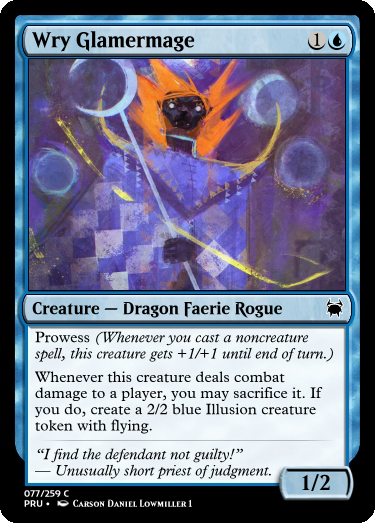 Wry Glamermage 1
Creature — Dragon Faerie Rogue
Prowess (Whenever you cast a noncreature
spell, this creature gets +1/+1 until end of turn.)
Whenever this creature deals combat
damage to a player, you may sacrifice it. If
you do, create a 2/2 blue Illusion creature
token with flying.
“I find the defendant not guilty!”
— Unusually short priest of judgment.
1/2
077/259 C
PRU • Carson Daniel Lowmiller 1